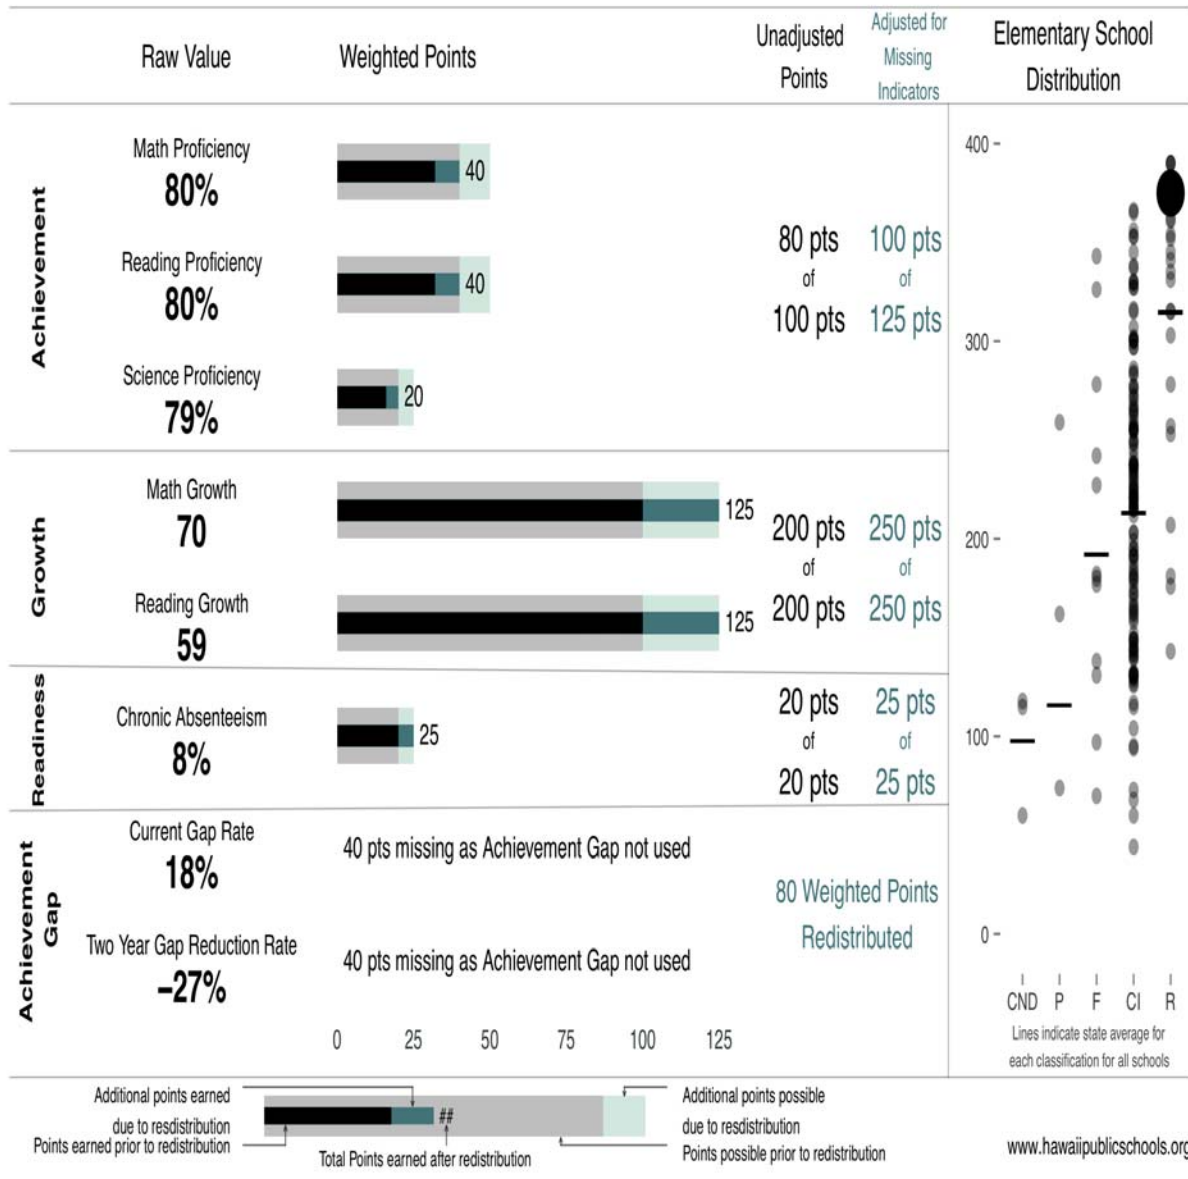 Raw Value
Weighted Points
Unadjusted
Points
Adjusted for
Missing
Indicators
Elementary School
Distribution
Achievement
Math Proficiency
80%
40
Reading Proficiency
80%
40
Science Proficiency
79%
20
80 pts
of
100 pts
100 pts
of
125 pts
Growth
Math Growth
70
125
Reading Growth
59
125
200 pts
of
200 pts
250 pts
of
250 pts
Readiness
Chronic Absenteeism
8%
25
20 pts
of
20 pts
25 pts
of
25 pts
Achievement
Gap
Current Gap Rate
18%
40 pts missing as Achievement Gap not used
Two Year Gap Reduction Rate
−27%
40 pts missing as Achievement Gap not used
80 Weighted Points
Redistributed
0 25 50 75 100 125
400
300
200
100
0
CND P F CI R
Lines indicate state average for
each classification for all schools
Additional points earned
due to resdistribution
Points earned prior to redistribution
##
Total Points earned after redistribution
Additional points possible
due to resdistribution
Points possible prior to redistribution
www.hawaiipublicschools.org